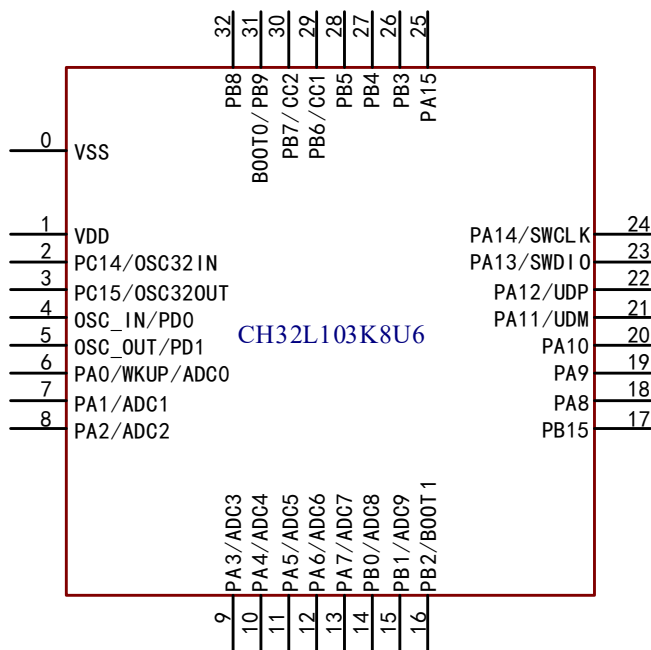 32
31
30
29
28
27
26
25
PB8
BOOT0/PB9
PB7/CC2
PB6/CC1
PB5
PB4
PB3
PA15
0
VSS
1
VDD
2
PC14/OSC32IN
3
PC15/OSC32OUT
4
OSC_IN/PD0
5
OSC_OUT/PD1
6
PA0/WKUP/ADC0
7
PA1/ADC1
8
PA2/ADC2
CH32L103K8U6
PA14/SWCLK
24
PA13/SWDIO
23
PA12/UDP
22
PA11/UDM
21
PA10
20
PA9
19
PA8
18
PB15
17
PA3/ADC3
PA4/ADC4
PA5/ADC5
PA6/ADC6
PA7/ADC7
PB0/ADC8
PB1/ADC9
PB2/BOOT1
9
10
11
12
13
14
15
16